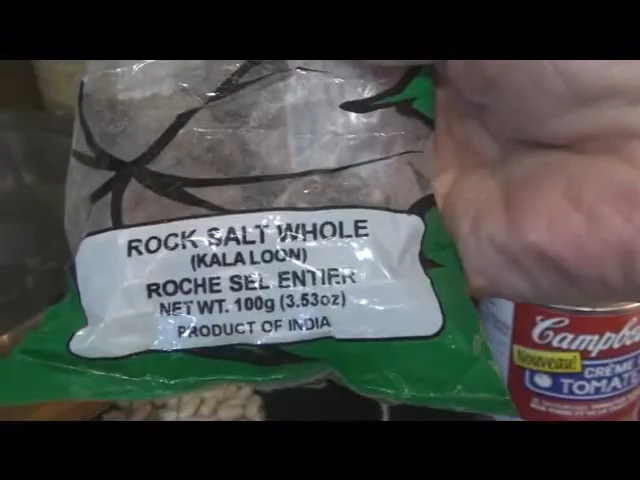 ROCK SALT WHOLE
(KALA LOON)
ROCHE SEL ENTIER
NET WT. 100g (3.53oz)
PRODUCT OF INDIA
Nouveau!
CRÈME
TOMATE